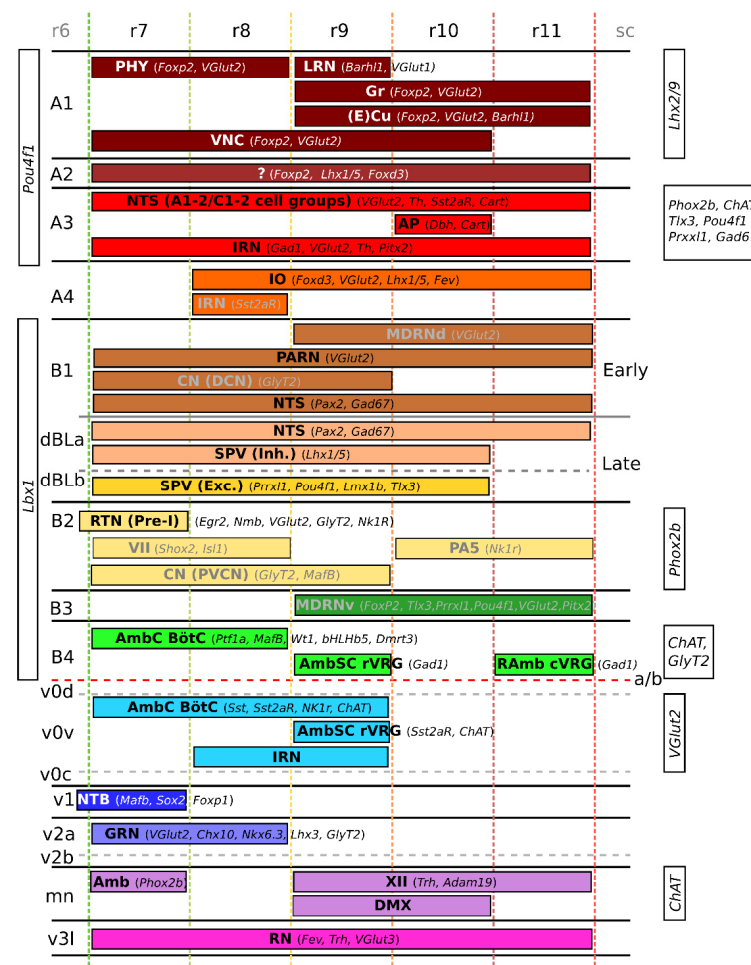 r6 r7 r8 r9 r10 r11 sc
PHY (Foxp2, VGlut2) LRN (Barhl1, VGlut1)
Gr (Foxp2, VGlut2)
A1
(E)Cu (Foxp2, VGlut2, Barhl1)
VNC (Foxp2, VGlut2)
Lhx2/9
Pou4f1
A2 ? (Foxp2, Lhx1/5, Foxd3)
NTS (A1-2/C1-2 cell groups) (VGlut2, Th, Sst2aR, Cart)
A3 AP (Dbh, Cart)
IRN (Gad1, VGlut2, Th, Pitx2)
Phox2b, ChAT
Tlx3, Pou4f1
Prxxl1, Gad6
IO (Foxd3, VGlut2, Lhx1/5, Fev)
A4
IRN (Sst2aR)
MDRNd (VGlut2)
PARN (VGlut2)
B1 Early
CN (DCN) (GlyT2)
NTS (Pax2, Gad67)
NTS (Pax2, Gad67)
dBLa
SPV (Inh.) (Lhx1/5)
Late
dBLb
SPV (Exc.) (Prrxl1, Pou4f1, Lmx1b, Tlx3)
Lbx1
B2 RTN (Pre-I) (Egr2, Nmb, VGlut2, GlyT2, Nk1R)
VII (Shox2, Isl1) PA5 (Nk1r)
CN (PVCN) (GlyT2, MafB)
Phox2b
B3 MDRNv (FoxP2, Tlx3,Prrxl1,Pou4f1,VGlut2,Pitx2
AmbC BötC (Ptf1a, MafB, Wt1, bHLHb5, Dmrt3)
B4
AmbSC rVRG (Gad1) RAmb cVRG (Gad1)
ChAT,
GlyT2
a/b
v0d
AmbC BötC (Sst, Sst2aR, NK1r, ChAT)
v0v AmbSC rVRG (Sst2aR, ChAT)
IRN
v0c
VGlut2
v1 NTB (Mafb, Sox2, Foxp1)
v2a GRN (VGlut2, Chx10, Nkx6.3, Lhx3, GlyT2)
v2b
Amb (Phox2b) XII (Trh, Adam19)
mn
DMX
ChAT
v3l RN (Fev, Trh, VGlut3)